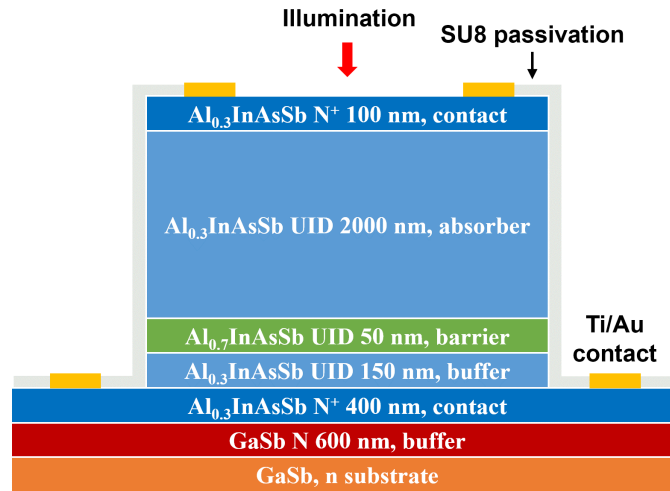 Illumination
SU8 passivation
Al₀.₃InAsSb N⁺ 100 nm, contact
Al₀.₃InAsSb UID 2000 nm, absorber
Al₀.₇InAsSb UID 50 nm, barrier
Ti/Au
contact
Al₀.₃InAsSb UID 150 nm, buffer
Al₀.₃InAsSb N⁺ 400 nm, contact
GaSb N 600 nm, buffer
GaSb, n substrate